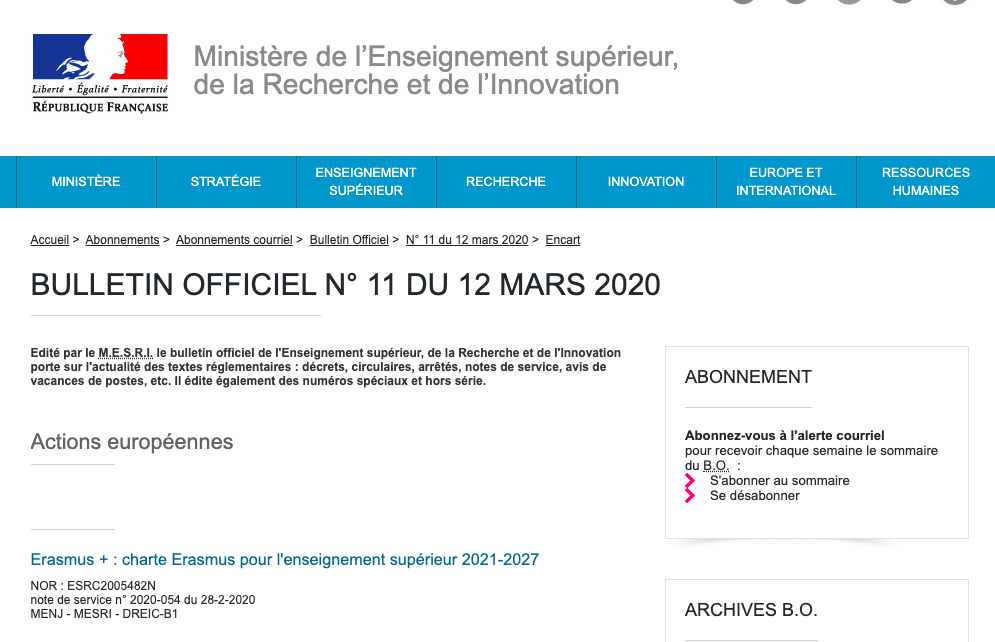 Ministère de l'Enseignement supérieur,
de la Recherche et de l'Innovation
Liberté • Égalité • Fraternité
RÉPUBLIQUE FRANÇAISE
MINISTÈRE
STRATÉGIE
ENSEIGNEMENT
SUPÉRIEUR
RECHERCHE
INNOVATION
EUROPE ET
INTERNATIONAL
RESSOURCES
HUMAINES
Accueil > Abonnements > Abonnements courriel > Bulletin Officiel > N° 11 du 12 mars 2020 > Encart
BULLETIN OFFICIEL N° 11 DU 12 MARS 2020
Edité par le M.E.S.R.I. le bulletin officiel de l'Enseignement supérieur, de la Recherche et de l'Innovation
porte sur l'actualité des textes réglementaires : décrets, circulaires, arrêtés, notes de service, avis de
vacances de postes, etc. Il édite également des numéros spéciaux et hors série.
Actions européennes
Erasmus + : charte Erasmus pour l'enseignement supérieur 2021-2027
NOR : ESRC2005482N
note de service n° 2020-054 du 28-2-2020
MENJ - MESRI - DREIC-B1
ABONNEMENT
Abonnez-vous à l'alerte courriel
pour recevoir chaque semaine le sommaire
du B.O. :
S'abonner au sommaire
Se désabonner
ARCHIVES B.O.